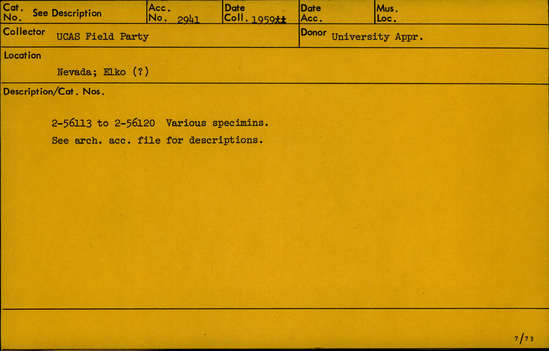 Cat. No. See Description Acc. No. 2941 Date Coll. 1959±± Date Acc. Mus. Loc.
Collector UCAS Field Party Donor University Appr.
Location
Nevada; Elko (?)
Description/Cat. Nos.
2-56113 to 2-56120 Various specimins.
See arch. acc. file for descriptions.
7/73